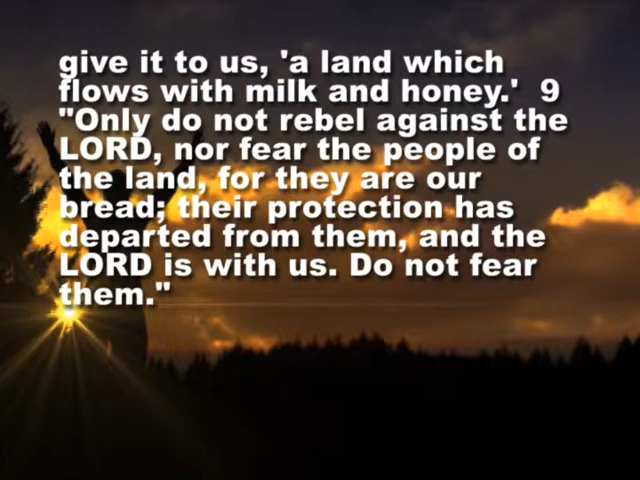 give it to us, 'a land which
flows with milk and honey.'  9
"Only do not rebel against the
LORD, nor fear the people of
the land, for they are our
bread; their protection has
departed from them, and the
LORD is with us. Do not fear
them."